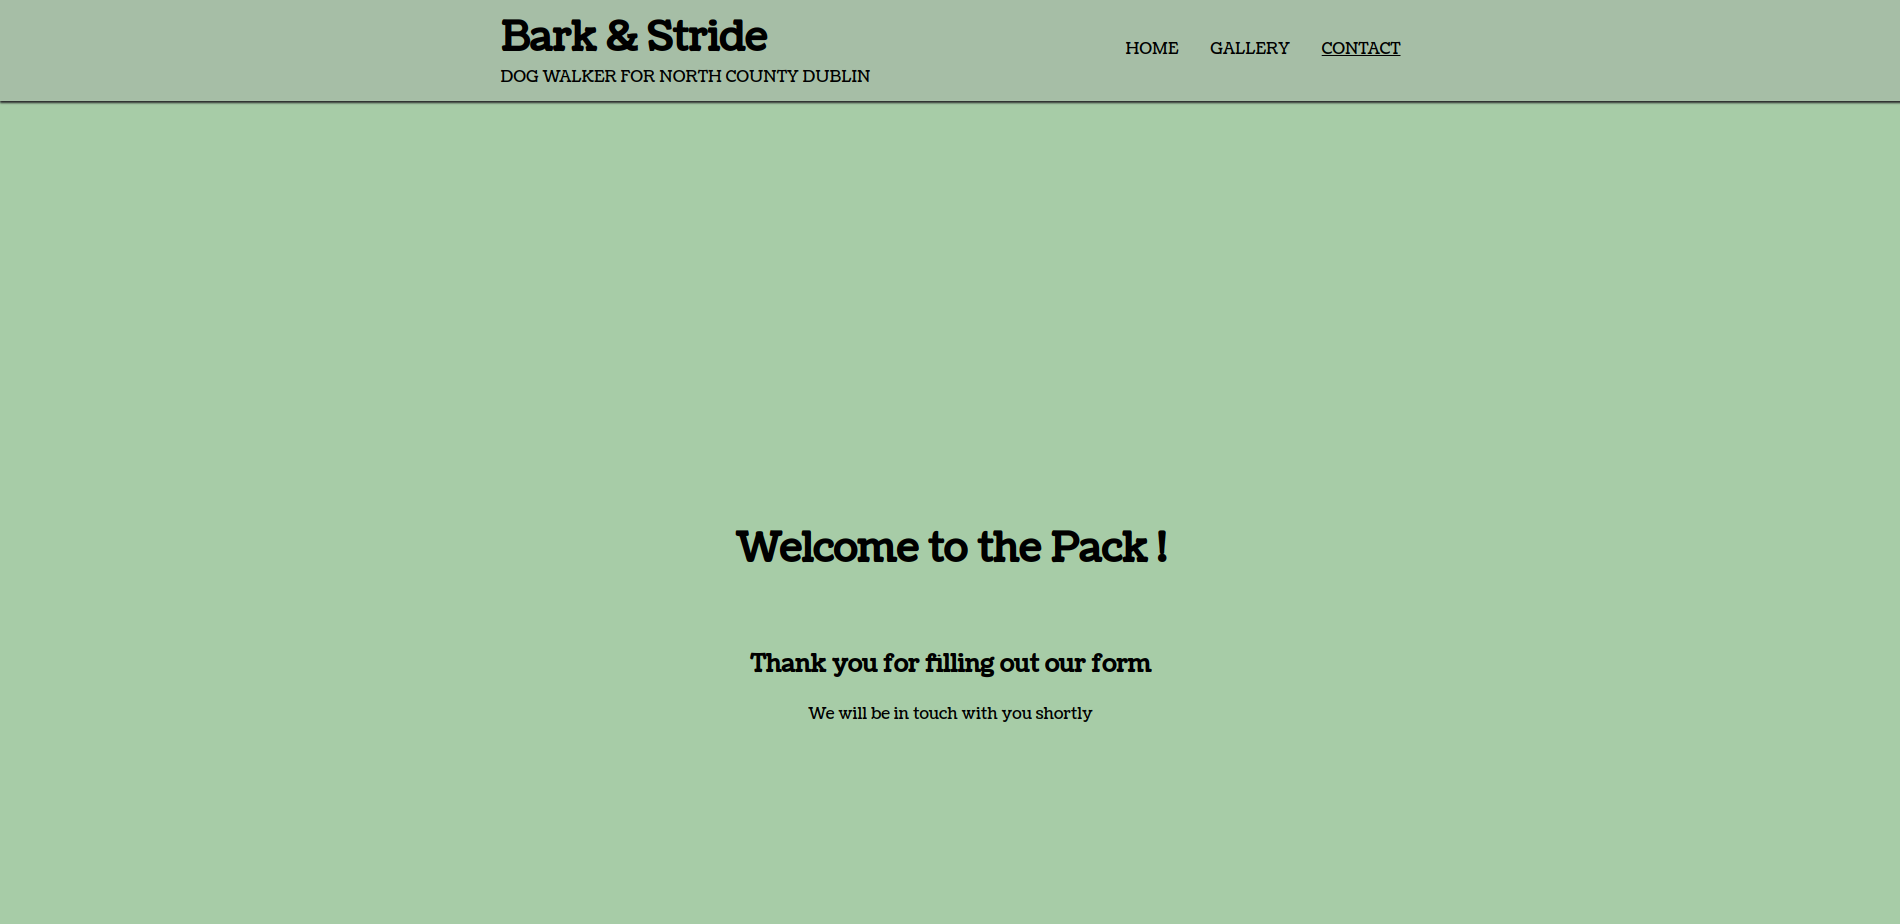 Bark & Stride
DOG WALKER FOR NORTH COUNTY DUBLIN
HOME GALLERY CONTACT
Welcome to the Pack !
Thank you for filling out our form
We will be in touch with you shortly